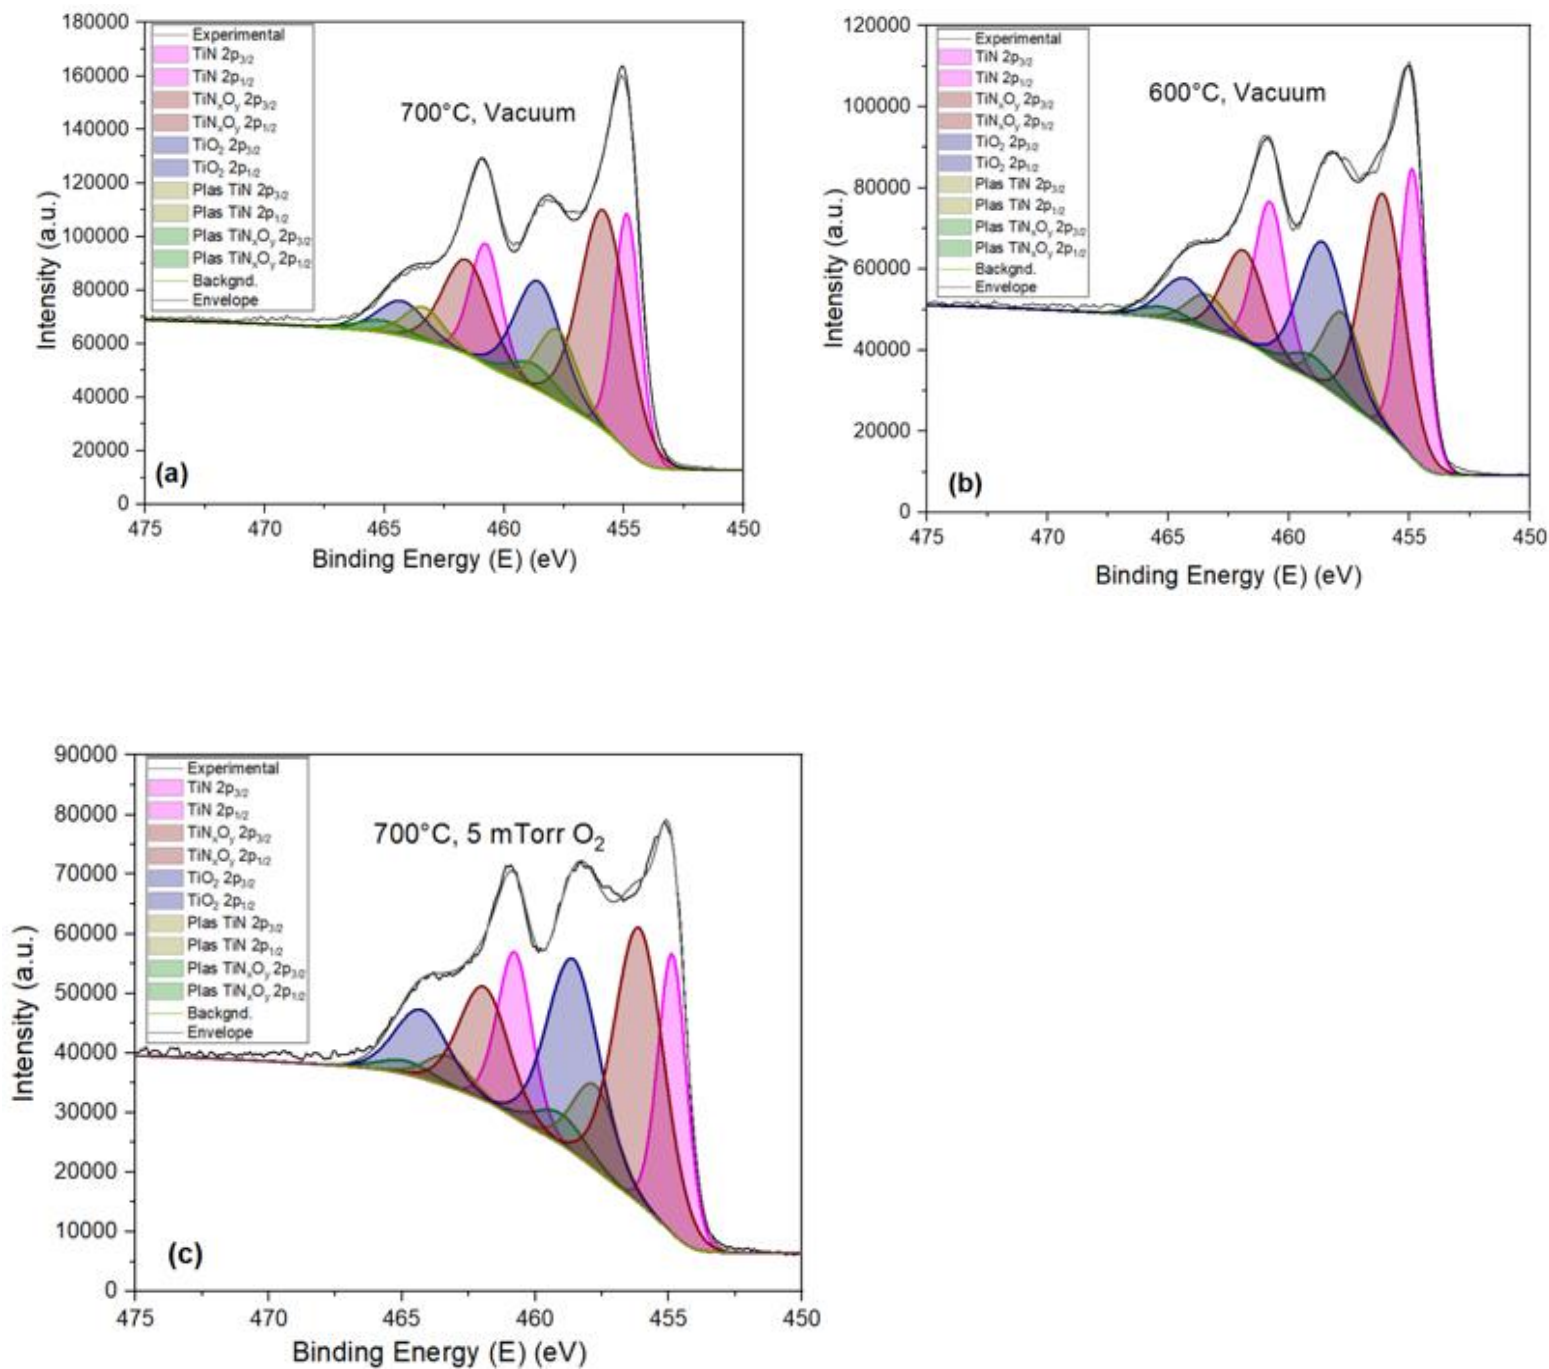 180000
160000
140000
120000
100000
80000
60000
40000
20000
0
Intensity (a.u.)
Experimental
TiN 2p3/2
TiN 2p1/2
TiNxOy 2p3/2
TiNxOy 2p1/2
TiO2 2p3/2
TiO2 2p1/2
Plas TiN 2p3/2
Plas TiN 2p1/2
Plas TiNxOy 2p3/2
Plas TiNxOy 2p1/2
Backgnd.
Envelope
700°C, Vacuum
(a)
475 470 465 460 455 450
Binding Energy (E) (eV)
120000
100000
80000
60000
40000
20000
0
Intensity (a.u.)
Experimental
TiN 2p3/2
TiN 2p1/2
TiNxOy 2p3/2
TiNxOy 2p1/2
TiO2 2p3/2
TiO2 2p1/2
Plas TiN 2p3/2
Plas TiN 2p1/2
Plas TiNxOy 2p3/2
Plas TiNxOy 2p1/2
Backgnd.
Envelope
600°C, Vacuum
(b)
475 470 465 460 455 450
Binding Energy (E) (eV)
90000
80000
70000
60000
50000
40000
30000
20000
10000
0
Intensity (a.u.)
Experimental
TiN 2p3/2
TiN 2p1/2
TiNxOy 2p3/2
TiNxOy 2p1/2
TiO2 2p3/2
TiO2 2p1/2
Plas TiN 2p3/2
Plas TiN 2p1/2
Plas TiNxOy 2p3/2
Plas TiNxOy 2p1/2
Backgnd.
Envelope
700°C, 5 mTorr O2
(c)
475 470 465 460 455 450
Binding Energy (E) (eV)